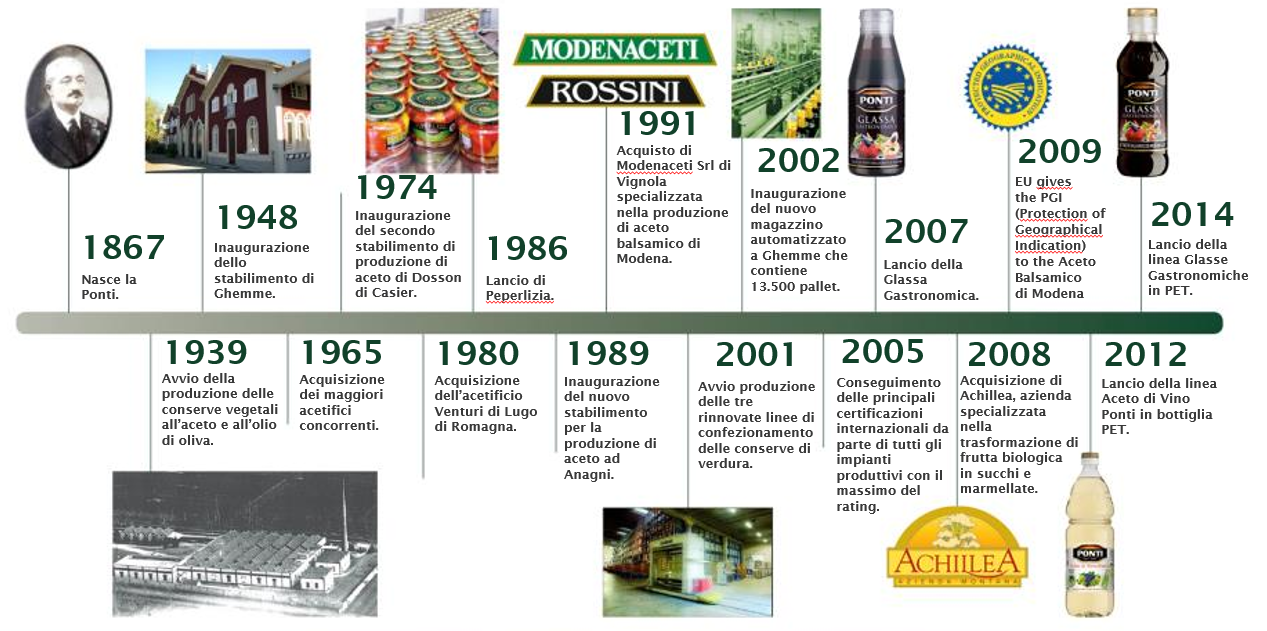 MODENACETI
ROSSINI
PONTI
GLASSA
GASTRONOMICA
PROTECTED GEOGRAPHICAL INDICATION
PONTI
GLASSA
GASTRONOMICA
1867
Nasce la
Ponti.
1948
Inaugurazione
dello
stabilimento di
Ghemme.
1974
Inaugurazione
del secondo
stabilimento di
produzione di
aceto di Dosson
di Casier.
1986
Lancio di
Peperlizia.
1991
Acquisto di
Modenaceti Srl di
Vignola
specializzata
nella produzione
di aceto
balsamico di
Modena.
2002
Inaugurazione
del nuovo
magazzino
automatizzato
a Ghemme che
contiene
13.500 pallet.
2007
Lancio della
Glassa
Gastronomica.
2009
EU gives
the PGI
(Protection of
Geographical
Indication)
to the Aceto
Balsamico
di Modena
2014
Lancio della
linea Glasse
Gastronomiche
in PET.
1939
Avvio della
produzione delle
conserve vegetali
all’aceto e all’olio
di oliva.
1965
Acquisizione
dei maggiori
acetifici
concorrenti.
1980
Acquisizione
dell’acetificio
Venturi di Lugo
di Romagna.
1989
Inaugurazione
del nuovo
stabilimento
per la
produzione di
aceto ad
Anagni.
2001
Avvio produzione
delle tre
rinnovate linee di
confezionamento
delle conserve di
verdura.
2005
Conseguimento
delle principali
certificazioni
internazionali da
parte di tutti gli
impianti
produttivi con il
massimo del
rating.
2008
Acquisizione di
Achillea, azienda
specializzata
nella
trasformazione di
frutta biologica
in succhi e
marmellate.
2012
Lancio della linea
Aceto di Vino
Ponti in bottiglia
PET.
ACHILLEA
AZIENDA MONTANA
PONTI